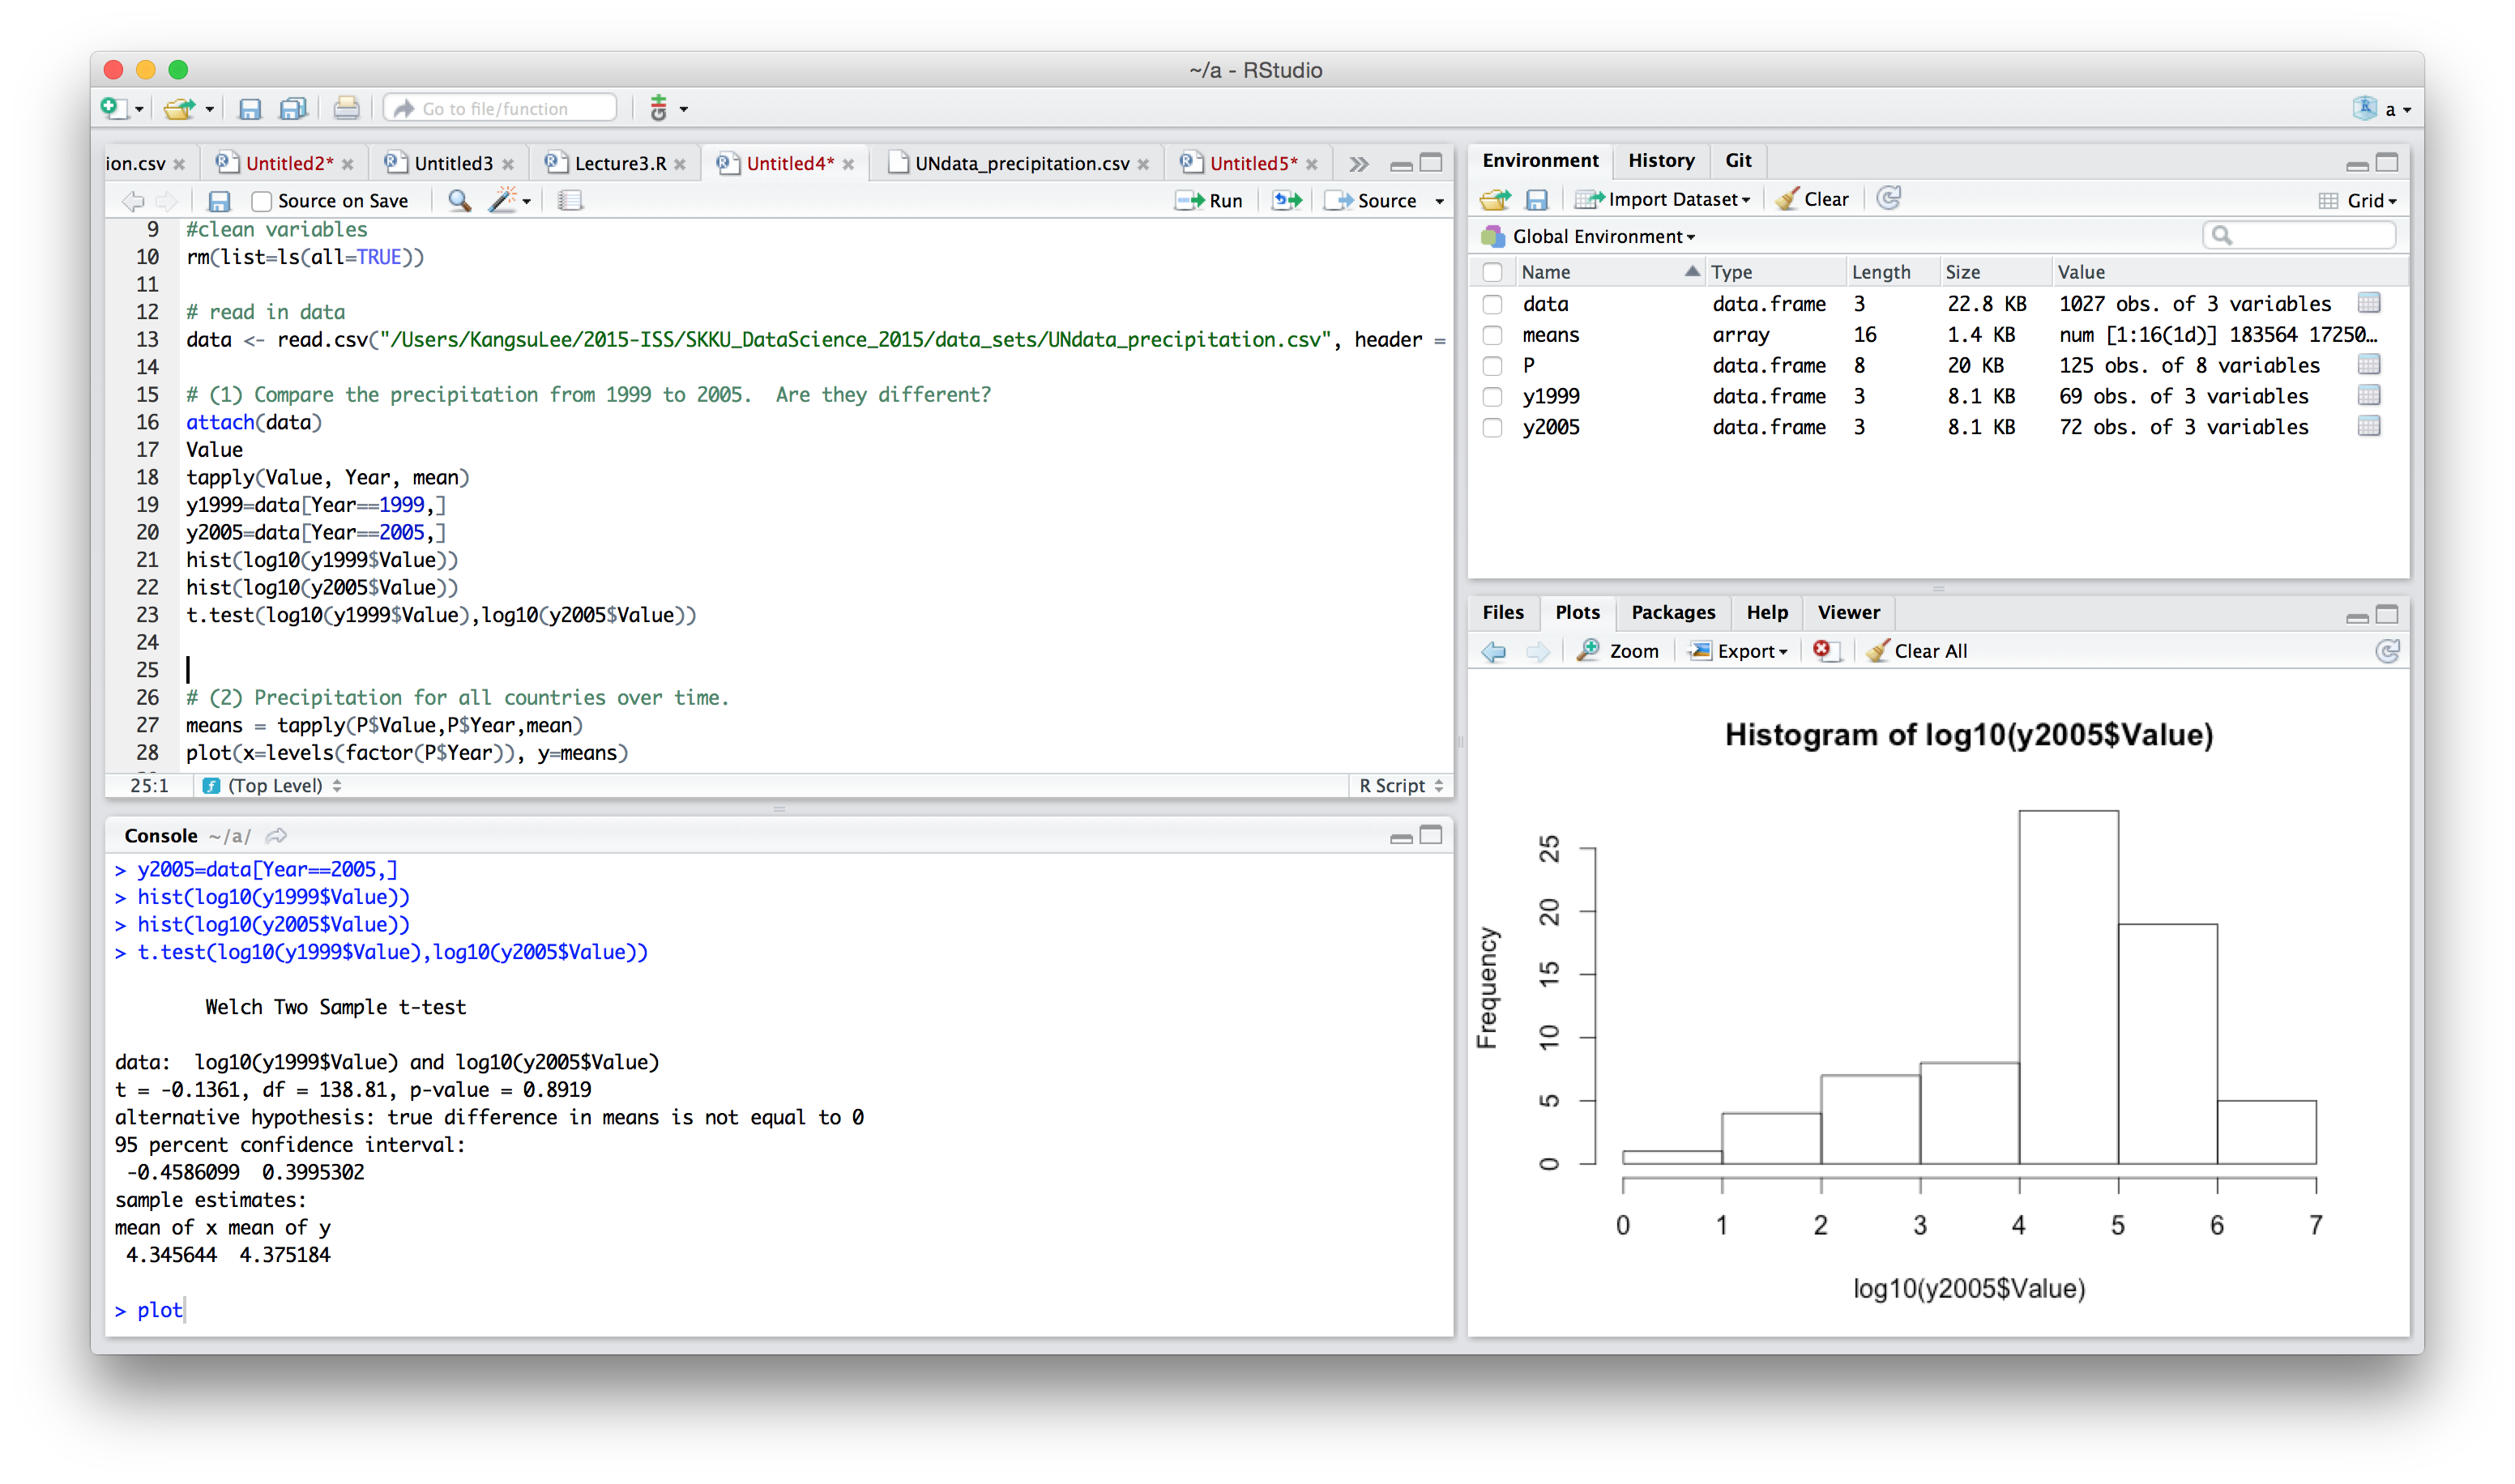 ~/a - RStudio
Go to file/function
a
ion.csv Untitled2* Untitled3 Lecture3.R Untitled4* UNdata_precipitation.csv Untitled5*
Source on Save Run Source
9 #clean variables
10 rm(list=ls(all=TRUE))
11
12 # read in data
13 data <- read.csv("/Users/KangsuLee/2015-ISS/SKKU_DataScience_2015/data_sets/UNdata_precipitation.csv", header =
14
15 # (1) Compare the precipitation from 1999 to 2005.  Are they different?
16 attach(data)
17 Value
18 tapply(Value, Year, mean)
19 y1999=data[Year==1999,]
20 y2005=data[Year==2005,]
21 hist(log10(y1999$Value))
22 hist(log10(y2005$Value))
23 t.test(log10(y1999$Value),log10(y2005$Value))
24
25
26 # (2) Precipitation for all countries over time.
27 means = tapply(P$Value,P$Year,mean)
28 plot(x=levels(factor(P$Year)), y=means)
25:1 (Top Level) R Script
Console ~/a/
> y2005=data[Year==2005,]
> hist(log10(y1999$Value))
> hist(log10(y2005$Value))
> t.test(log10(y1999$Value),log10(y2005$Value))
Welch Two Sample t-test
data:  log10(y1999$Value) and log10(y2005$Value)
t = -0.1361, df = 138.81, p-value = 0.8919
alternative hypothesis: true difference in means is not equal to 0
95 percent confidence interval:
-0.4586099  0.3995302
sample estimates:
mean of x mean of y
4.345644  4.375184
> plot
Environment History Git
Import Dataset Clear Grid
Global Environment
Name Type Length Size Value
data data.frame 3 22.8 KB 1027 obs. of 3 variables
means array 16 1.4 KB num [1:16(1d)] 183564 17250…
P data.frame 8 20 KB 125 obs. of 8 variables
y1999 data.frame 3 8.1 KB 69 obs. of 3 variables
y2005 data.frame 3 8.1 KB 72 obs. of 3 variables
Files Plots Packages Help Viewer
Zoom Export Clear All
Histogram of log10(y2005$Value)
Frequency
25
20
15
10
5
0
0 1 2 3 4 5 6 7
log10(y2005$Value)